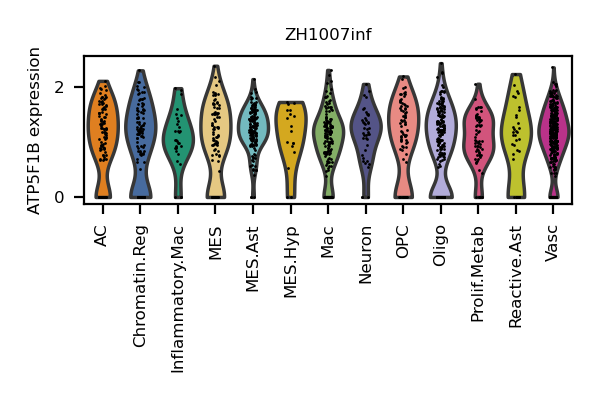 ZH1007inf
ATP5F1B expression
2
0
AC
Chromatin.Reg
Inflammatory.Mac
MES
MES.Ast
MES.Hyp
Mac
Neuron
OPC
Oligo
Prolif.Metab
Reactive.Ast
Vasc